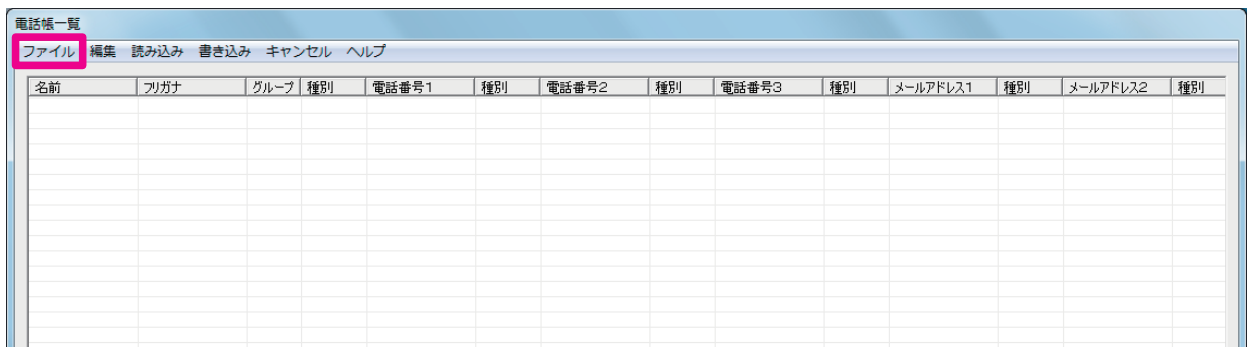 電話帳一覧
ファイル 編集 読み込み 書き込み キャンセル ヘルプ
名前 フリガナ グループ 種別 電話番号1 種別 電話番号2 種別 電話番号3 種別 メールアドレス1 種別 メールアドレス2 種別